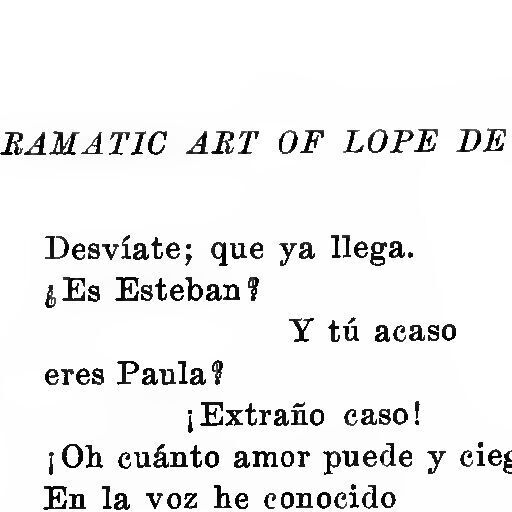 RAMATIC ART OF LOPE DE
Desvíate; que ya llega.
¿Es Esteban?
Y tú acaso
eres Paula?
¡Extraño caso!
¡Oh cuánto amor puede y cieg
En la voz he conocido